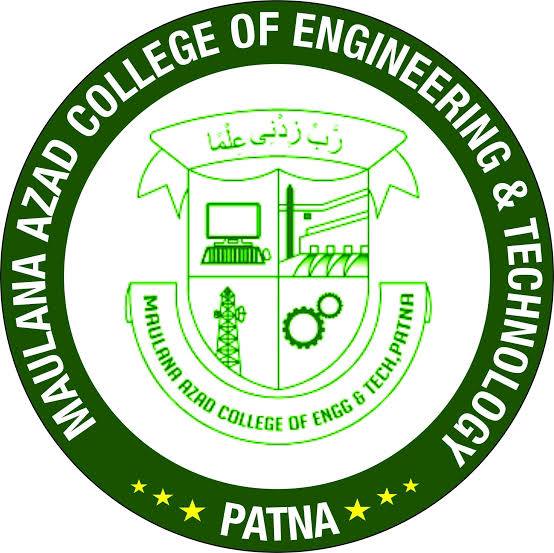 MAULANA AZAD COLLEGE OF ENGINEERING & TECHNOLOGY
رَبِّ زِدْنِى عِلْمًا
MAULANA AZAD COLLEGE OF ENGG & TECH.PATNA
PATNA